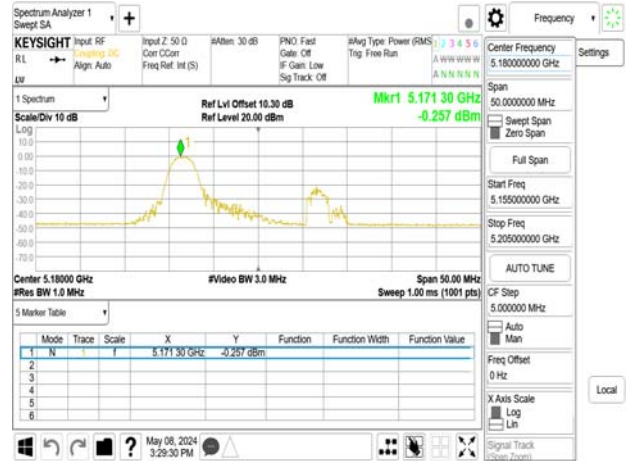 Spectrum Analyzer 1
Swept SA
+
Frequency
KEYSIGHT
Input: RF
Coupling: DC
Align: Auto
RL
Input Z: 50 Ω
Corr CCorr
Freq Ref: Int (S)
#Atten: 30 dB
PNO: Fast
Gate: Off
IF Gain: Low
Sig Track: Off
#Avg Type: Power (RMS)
Trig: Free Run
1 2 3 4 5 6
A W W W W W
A N N N N N
1 Spectrum
Scale/Div 10 dB
Log
Ref Lvl Offset 10.30 dB
Ref Level 20.00 dBm
Mkr1 5.171 30 GHz
-0.257 dBm
1
10.0
0.00
-10.0
-20.0
-30.0
-40.0
-50.0
-60.0
-70.0
Center 5.18000 GHz
#Res BW 1.0 MHz
#Video BW 3.0 MHz
Span 50.00 MHz
Sweep 1.00 ms (1001 pts)
5 Marker Table
Mode Trace Scale X Y Function Function Width Function Value
1 N 1 f 5.171 30 GHz -0.257 dBm
2
3
4
5
6
May 08, 2024
3:29:30 PM
?
Center Frequency
5.180000000 GHz
Settings
Span
50.0000000 MHz
Swept Span
Zero Span
Full Span
Start Freq
5.155000000 GHz
Stop Freq
5.205000000 GHz
AUTO TUNE
CF Step
5.000000 MHz
Auto
Man
Freq Offset
0 Hz
X Axis Scale
Log
Lin
Local
Signal Track
(Span Zoom)